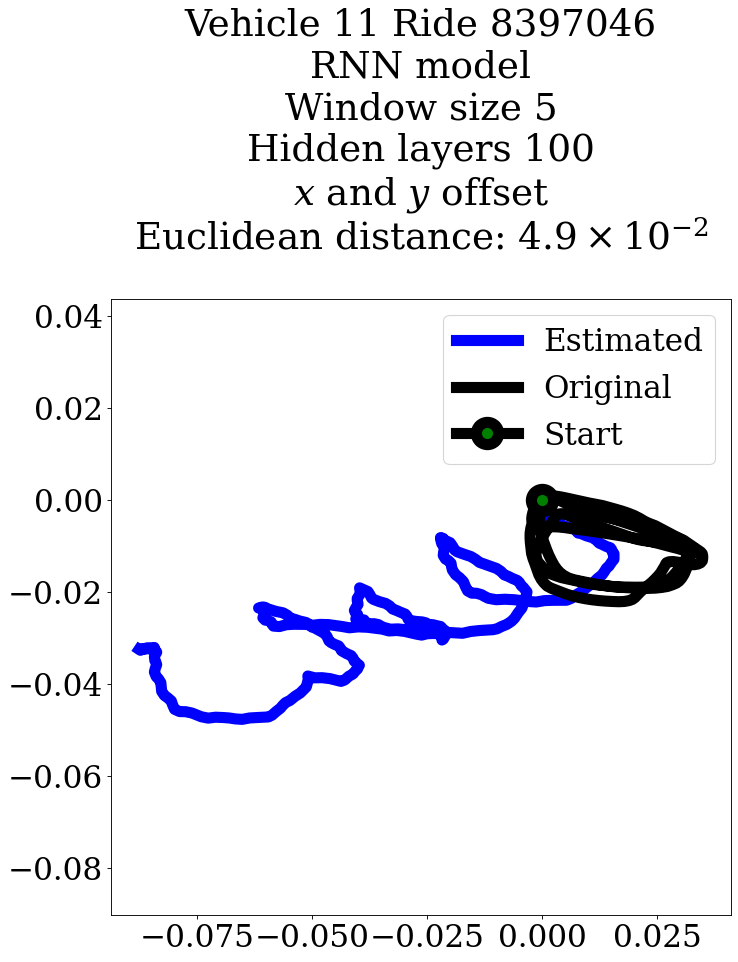 Vehicle 11 Ride 8397046
RNN model
Window size 5
Hidden layers 100
x and y offset
Euclidean distance: 4.9 × 10⁻²
Estimated
Original
Start
0.04
0.02
0.00
−0.02
−0.04
−0.06
−0.08
−0.075 −0.050 −0.025 0.000 0.025